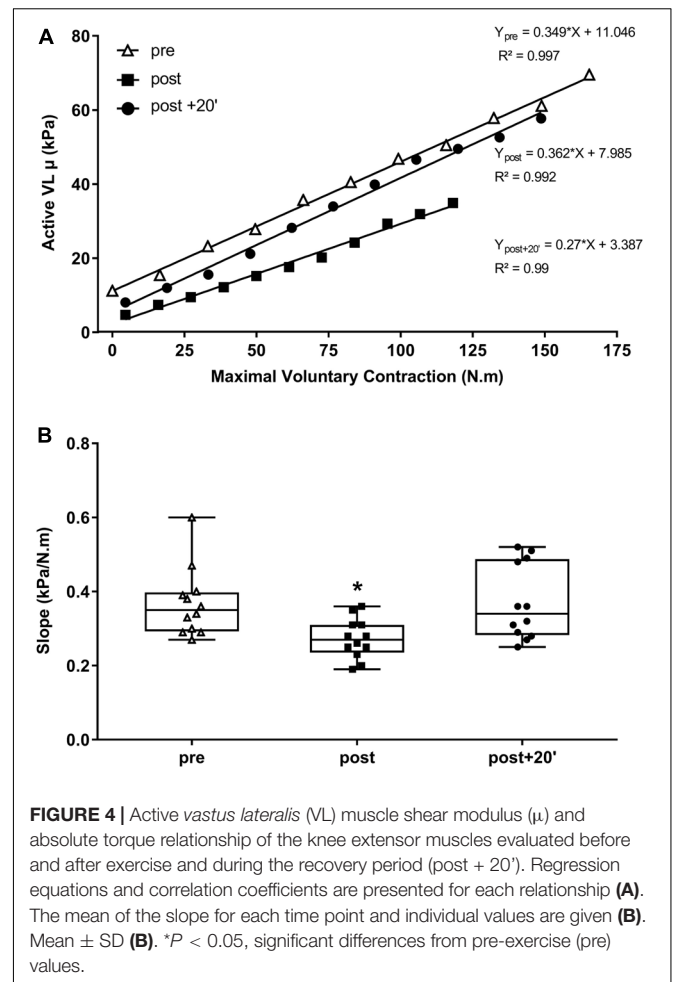 A
80
60
40
20
0
Active VL μ (kPa)
pre
post
post +20'
Ypre = 0.349*X + 11.046
R² = 0.997
Ypost = 0.362*X + 7.985
R² = 0.992
Ypost+20' = 0.27*X + 3.387
R² = 0.99
0 25 50 75 100 125 150 175
Maximal Voluntary Contraction (N.m)
B
0.8
0.6
0.4
0.2
0.0
Slope (kPa/N.m)
*
pre post post+20'
FIGURE 4 | Active vastus lateralis (VL) muscle shear modulus (μ) and
absolute torque relationship of the knee extensor muscles evaluated before
and after exercise and during the recovery period (post + 20'). Regression
equations and correlation coefficients are presented for each relationship (A).
The mean of the slope for each time point and individual values are given (B).
Mean ± SD (B). *P < 0.05, significant differences from pre-exercise (pre)
values.